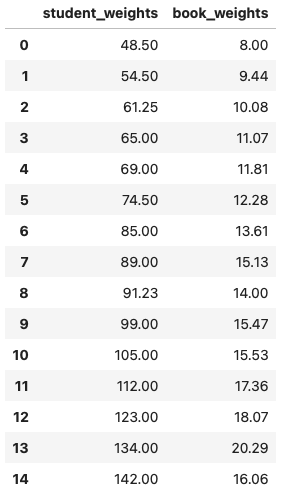 student_weights book_weights
0 48.50 8.00
1 54.50 9.44
2 61.25 10.08
3 65.00 11.07
4 69.00 11.81
5 74.50 12.28
6 85.00 13.61
7 89.00 15.13
8 91.23 14.00
9 99.00 15.47
10 105.00 15.53
11 112.00 17.36
12 123.00 18.07
13 134.00 20.29
14 142.00 16.06